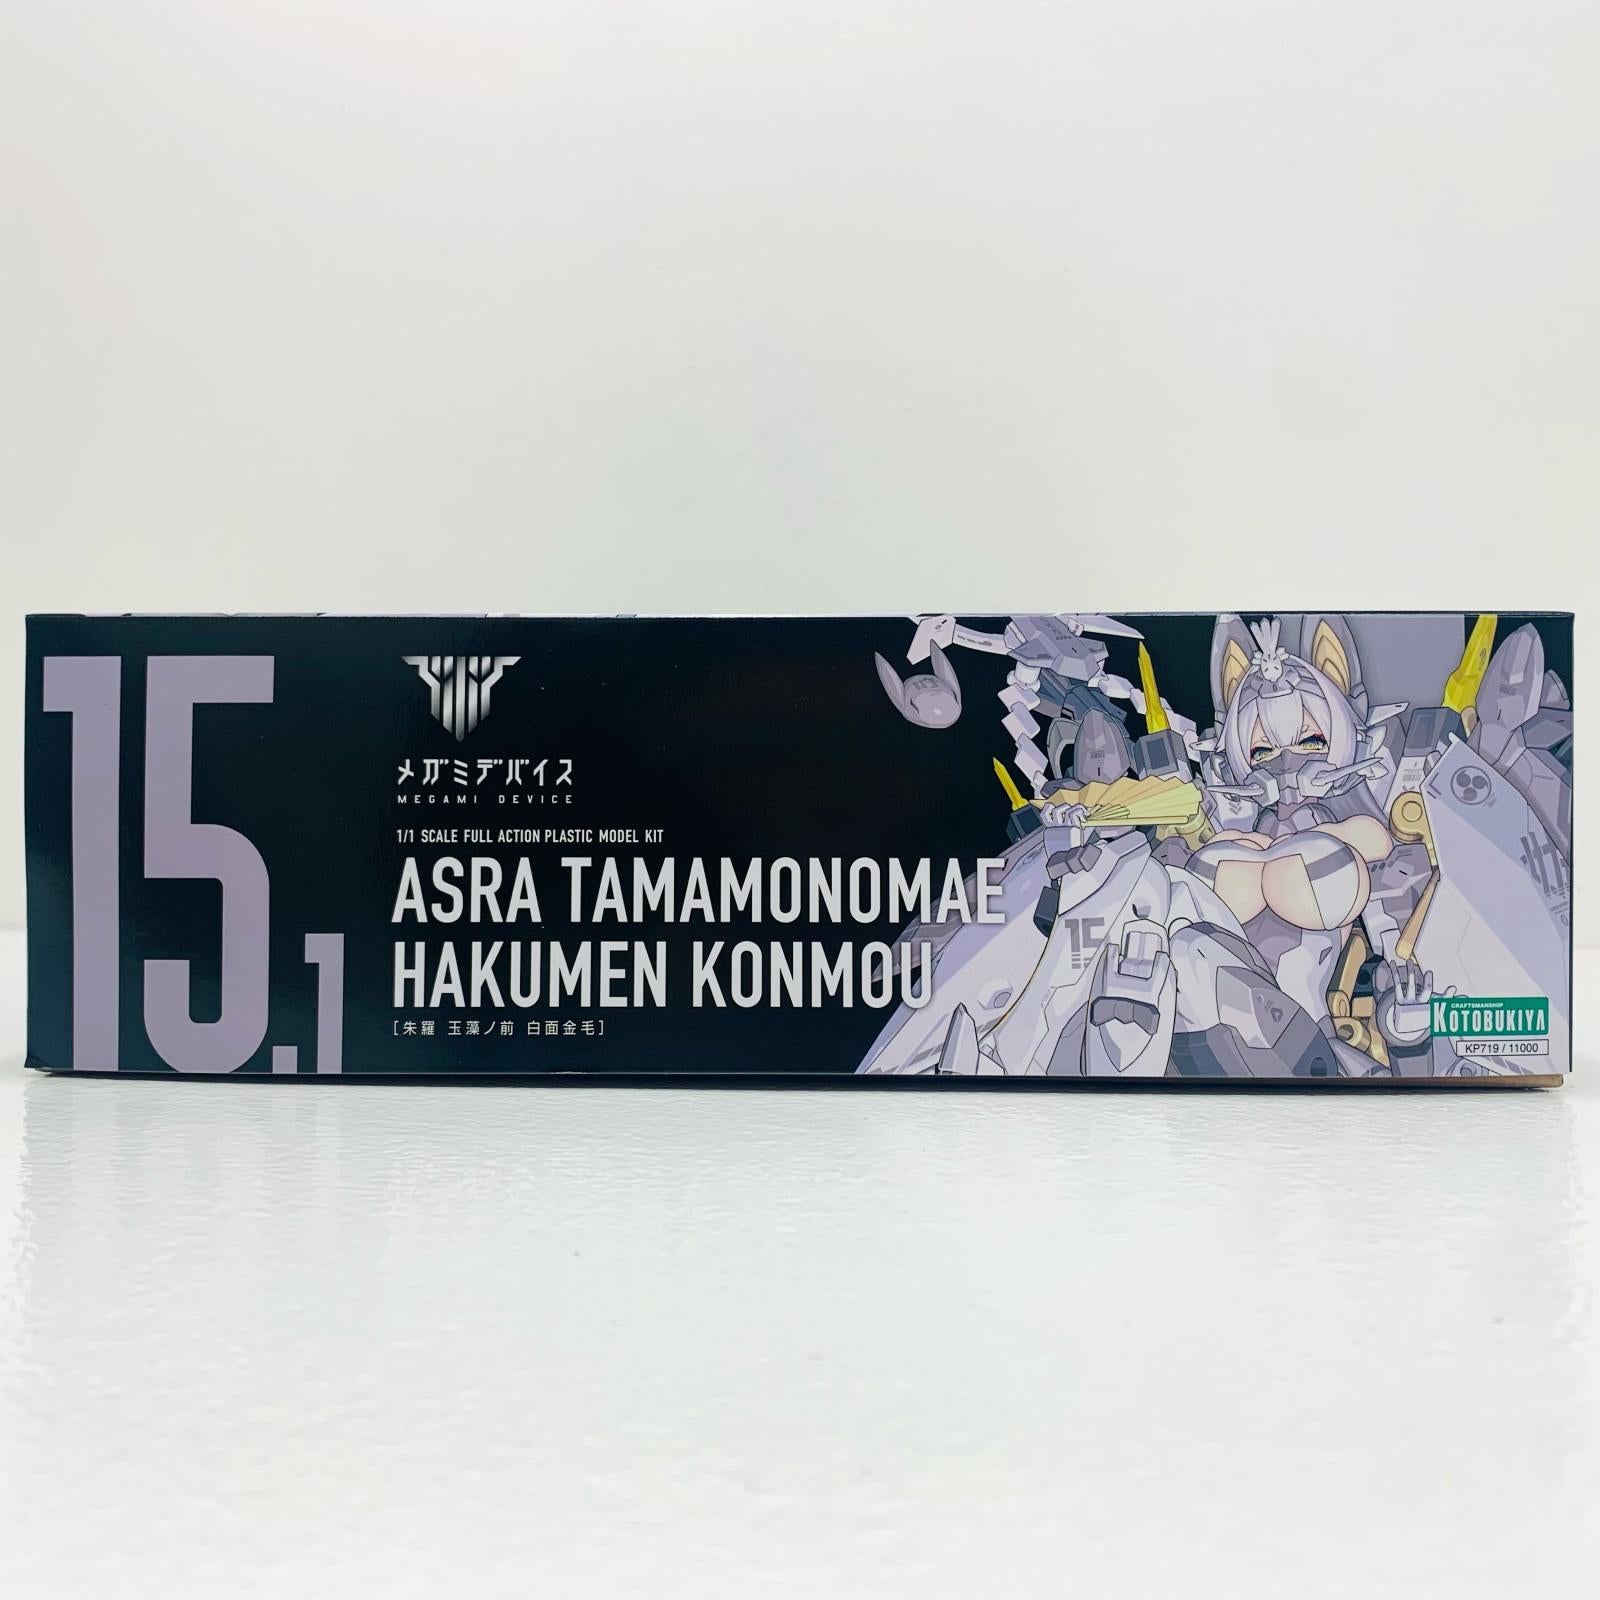 15.1
メガミデバイス
MEGAMI DEVICE
1/1 SCALE FULL ACTION PLASTIC MODEL KIT
ASRA TAMAMONOMAE
HAKUMEN KONMOU
[朱羅 玉藻ノ前 白面金毛]
15
CRAFTSMANSHIP
KOTOBUKIYA
KP719 / 11000